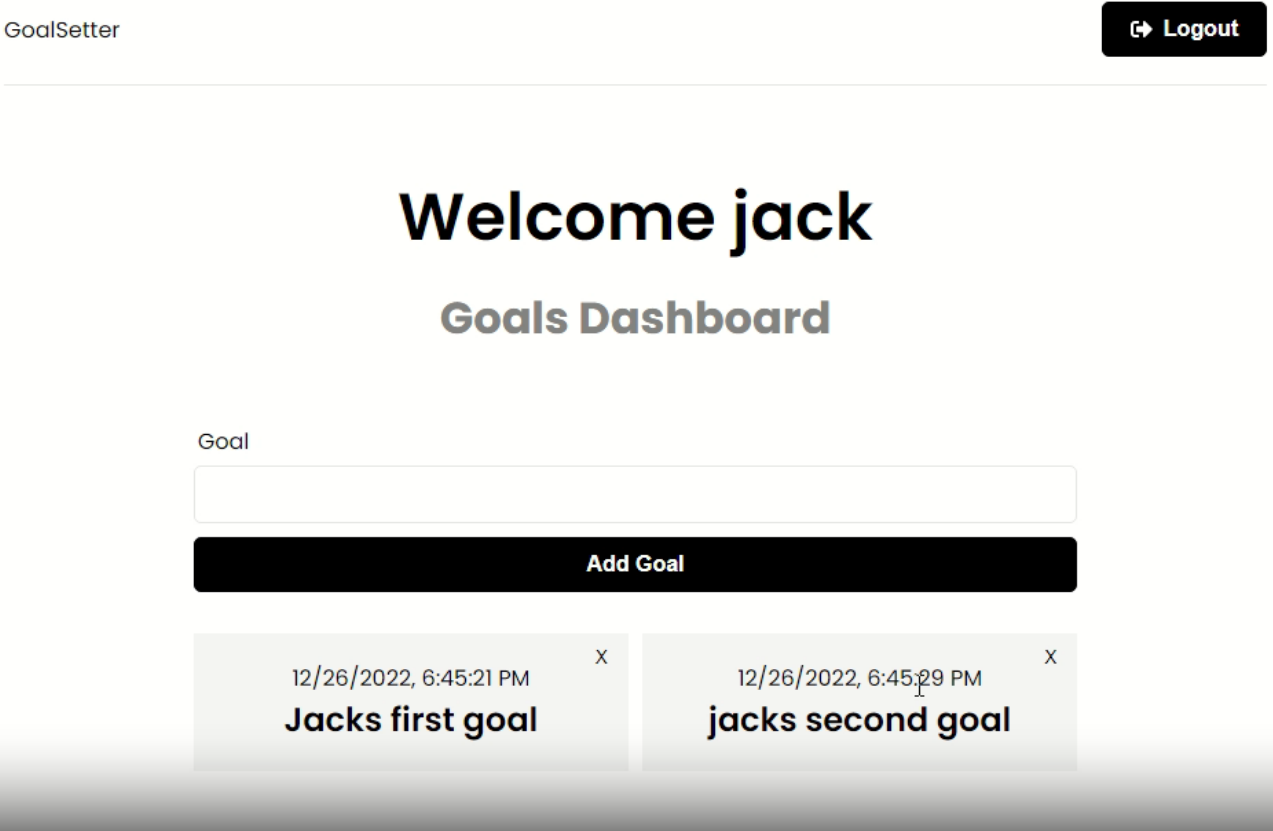 GoalSetter
Logout
Welcome jack
Goals Dashboard
Goal
Add Goal
X
12/26/2022, 6:45:21 PM
Jacks first goal
X
12/26/2022, 6:45:29 PM
jacks second goal